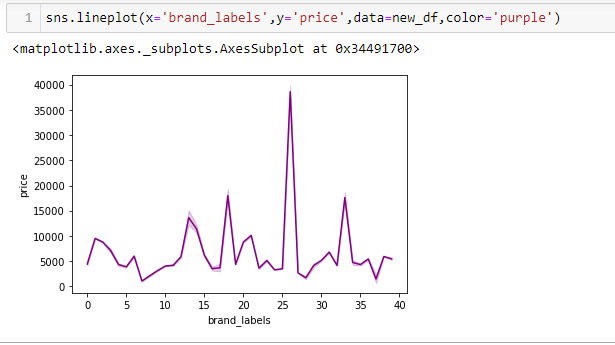 1 sns.lineplot(x='brand_labels',y='price',data=new_df,color='purple')
<matplotlib.axes._subplots.AxesSubplot at 0x34491700>
40000
35000
30000
25000
20000
15000
10000
5000
0
price
0 5 10 15 20 25 30 35 40
brand_labels